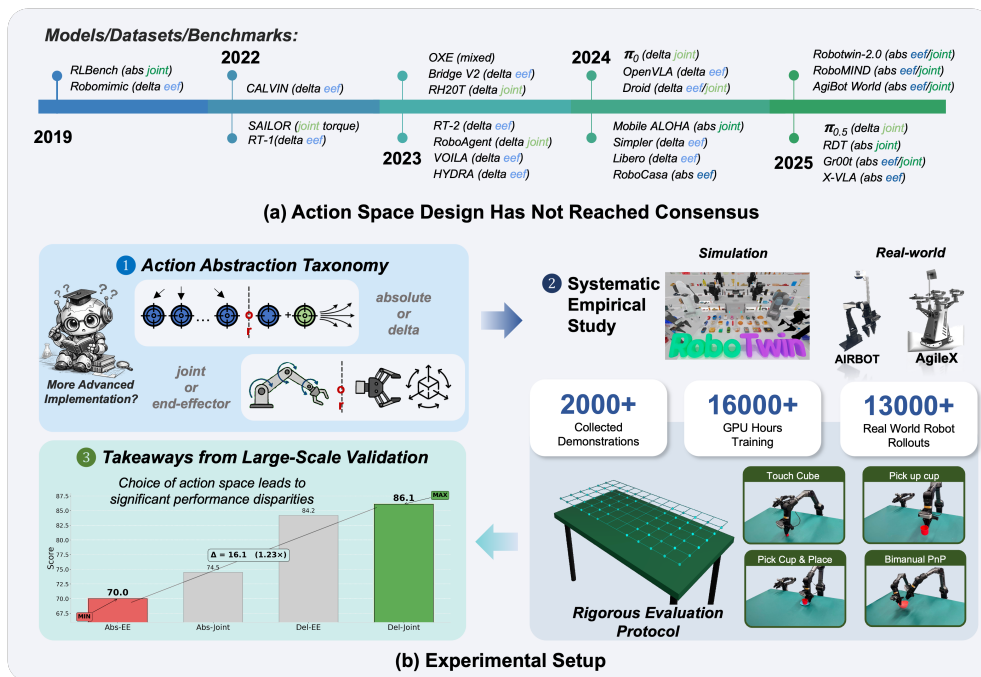 Models/Datasets/Benchmarks:
2019
RLBench (abs joint)
Robomimic (delta eef)
2022
CALVIN (delta eef)
SAILOR (joint torque)
RT-1(delta eef)
OXE (mixed)
Bridge V2 (delta eef)
RH20T (delta joint)
2023
RT-2 (delta eef)
RoboAgent (delta joint)
VOILA (delta eef)
HYDRA (delta eef)
2024
π0 (delta joint)
OpenVLA (delta eef)
Droid (delta eef/joint)
Mobile ALOHA (abs joint)
Simpler (delta eef)
Libero (delta eef)
RoboCasa (abs eef)
Robotwin-2.0 (abs eef/joint)
RoboMIND (abs eef/joint)
AgiBot World (abs eef/joint)
2025
π0.5 (delta joint)
RDT (abs joint)
Gr00t (abs eef/joint)
X-VLA (abs eef)
(a) Action Space Design Has Not Reached Consensus
1 Action Abstraction Taxonomy
? ? ? ?
More Advanced
Implementation?
...
+
absolute
or
delta
joint
or
end-effector
2 Systematic
Empirical
Study
Simulation
RoboTwin
Real-world
AIRBOT
AgileX
2000+
Collected
Demonstrations
16000+
GPU Hours
Training
13000+
Real World Robot
Rollouts
Touch Cube
Pick up cup
Pick Cup & Place
Bimanual PnP
Rigorous Evaluation
Protocol
3 Takeaways from Large-Scale Validation
Choice of action space leads to
significant performance disparities
Score
87.5
85.0
82.5
80.0
77.5
75.0
72.5
70.0
67.5
MIN
70.0
74.5
84.2
86.1
MAX
Δ = 16.1 (1.23×)
Abs-EE
Abs-Joint
Del-EE
Del-Joint
(b) Experimental Setup